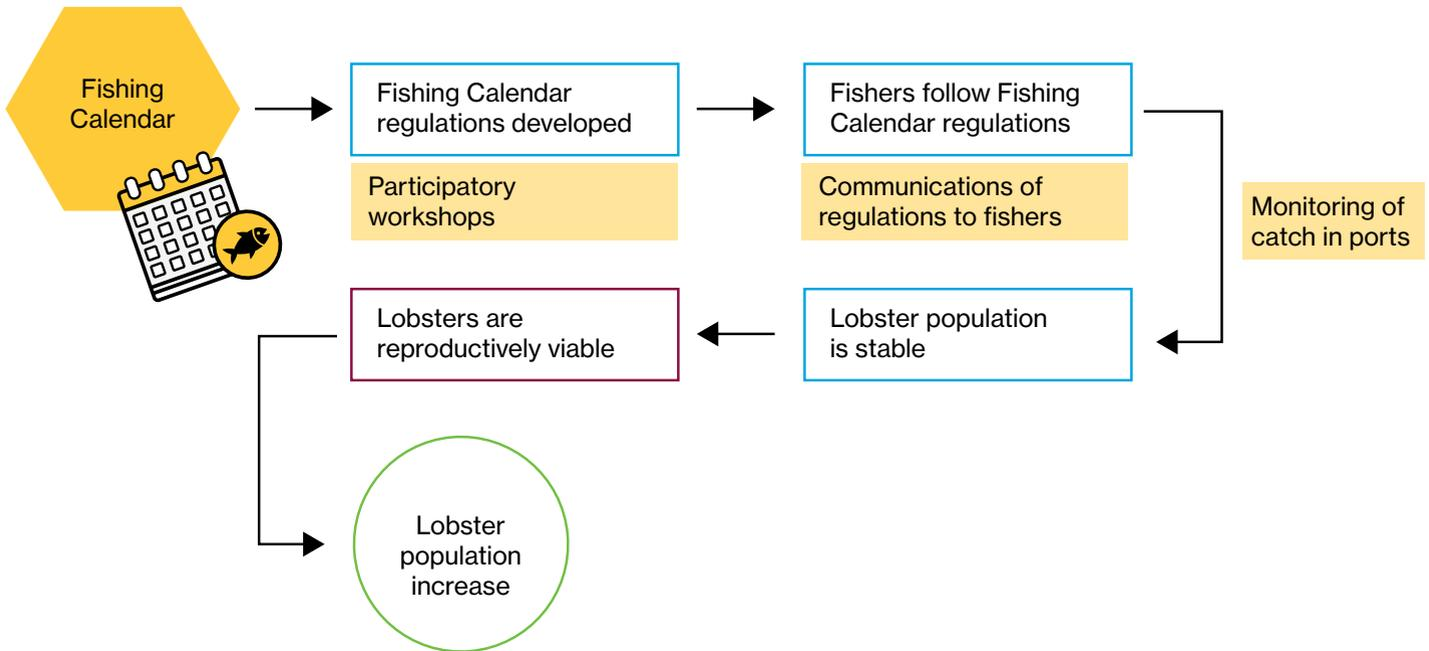 Fishing
Calendar
Fishing Calendar
regulations developed
Participatory
workshops
Fishers follow Fishing
Calendar regulations
Communications of
regulations to fishers
Monitoring of
catch in ports
Lobster population
is stable
Lobsters are
reproductively viable
Lobster
population
increase